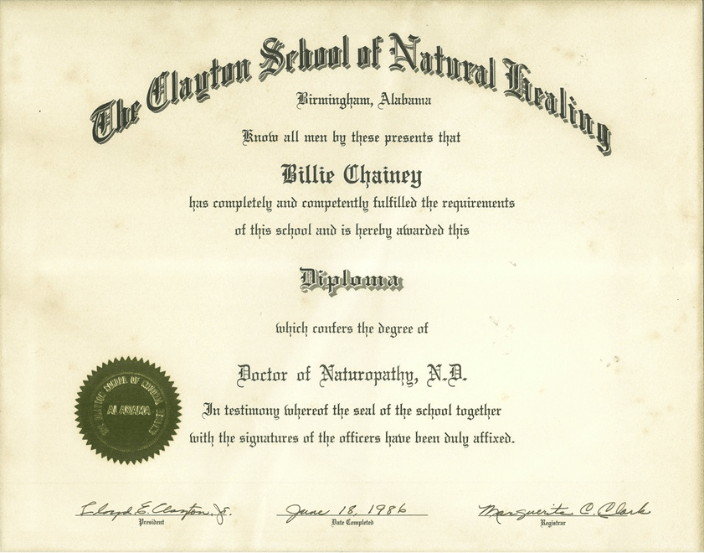 The Clayton School of Natural Healing
Birmingham, Alabama
Know all men by these presents that
Billie Chainey
has completely and competently fulfilled the requirements
of this school and is hereby awarded this
Diploma
which confers the degree of
Doctor of Naturopathy, N.D.
In testimony whereof the seal of the school together
with the signatures of the officers have been duly affixed.
ALABAMA
Lloyd E. Clayton, Jr. June 18, 1986 Marguerite C. Clark
President Date Completed Registrar